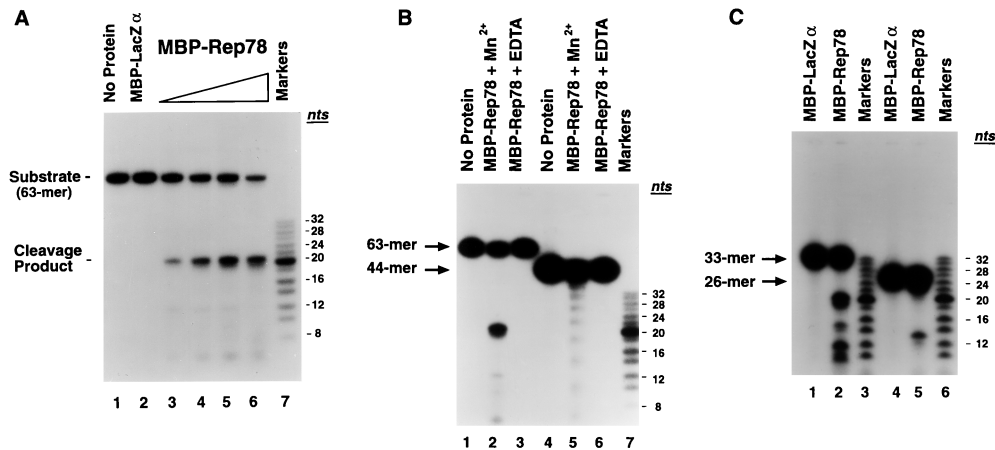 A
No Protein
MBP-LacZ α
MBP-Rep78
Markers
nts
Substrate -
(63-mer)
Cleavage -
Product
- 32
- 28
- 24
- 20
- 16
- 12
- 8
1 2 3 4 5 6 7
B
No Protein
MBP-Rep78 + Mn2+
MBP-Rep78 + EDTA
No Protein
MBP-Rep78 + Mn2+
MBP-Rep78 + EDTA
Markers
nts
63-mer
44-mer
- 32
- 28
- 24
- 20
- 16
- 12
- 8
1 2 3 4 5 6 7
C
MBP-LacZ α
MBP-Rep78
Markers
MBP-LacZ α
MBP-Rep78
Markers
nts
33-mer
26-mer
- 32
- 28
- 24
- 20
- 16
- 12
1 2 3 4 5 6